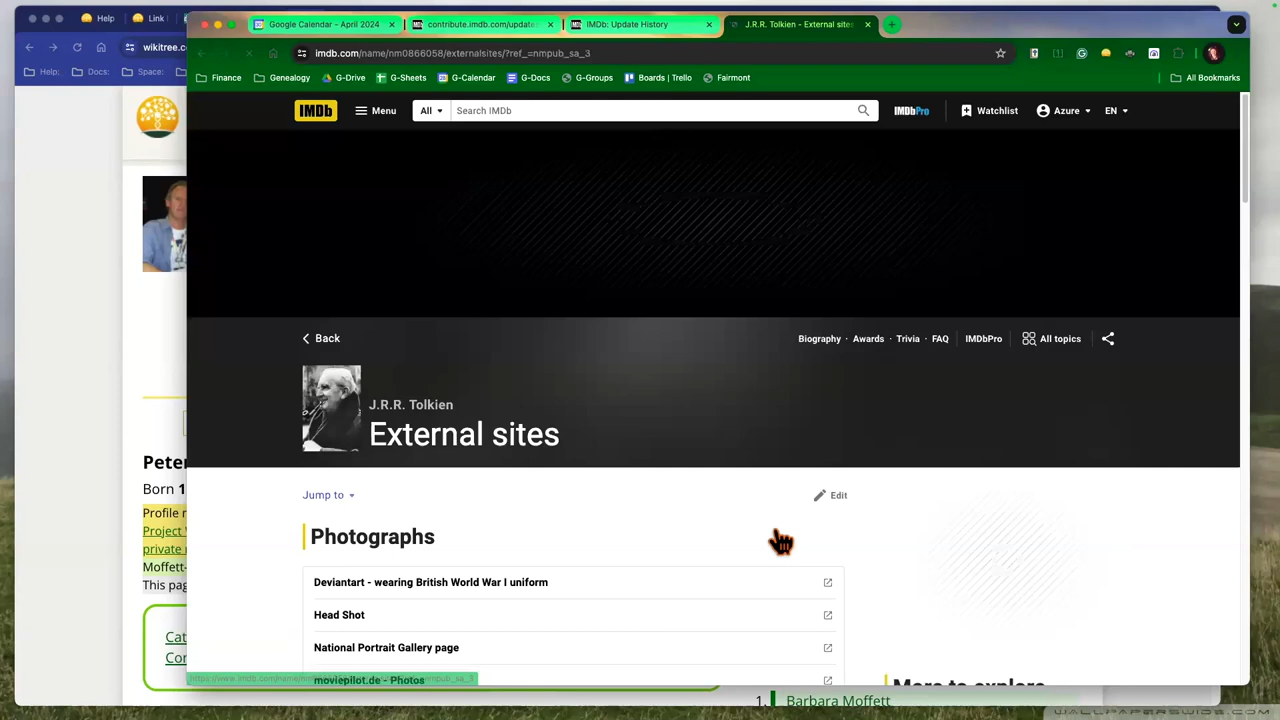 Google Calendar - April 2024
contribute.imdb.com/update
IMDb: Update History
J.R.R. Tolkien - External sites
imdb.com/name/nm0866058/externalsites/?ref_=nmpub_sa_3
Finance
Genealogy
G-Drive
G-Sheets
G-Calendar
G-Docs
G-Groups
Boards | Trello
Fairmont
All Bookmarks
Help
Wiki Link
wikitree.
Help:
Docs:
Space:
IMDb
Menu
All
Search IMDb
IMDbPro
Watchlist
Azure
EN
Back
Biography · Awards · Trivia · FAQ
IMDbPro
All topics
J.R.R. Tolkien
External sites
Jump to
Edit
Photographs
Deviantart - wearing British World War I uniform
Head Shot
National Portrait Gallery page
moviepilot.de - Photos
More to explore
Peter
Born 1
Profile
Project
private
Moffett-
This pag
Cat
Con
1. Barbara Moffett